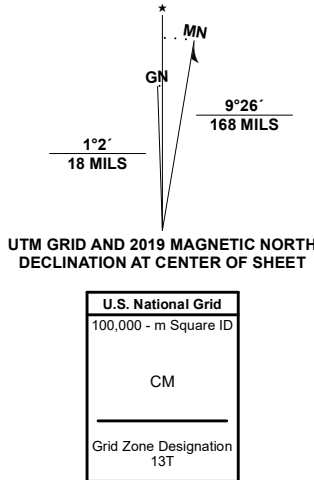 ★
MN
GN
9°26´
168 MILS
1°2´
18 MILS
UTM GRID AND 2019 MAGNETIC NORTH
DECLINATION AT CENTER OF SHEET
U.S. National Grid
100,000 - m Square ID
CM
Grid Zone Designation
13T